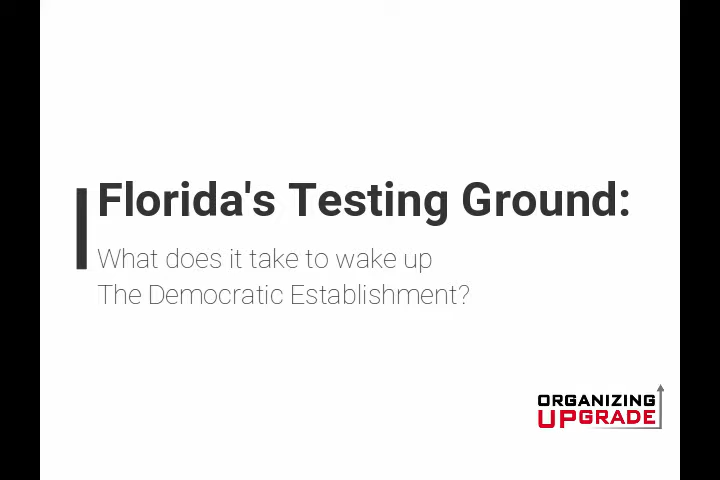 Florida's Testing Ground:
What does it take to wake up
The Democratic Establishment?
ORGANIZING
UPGRADE